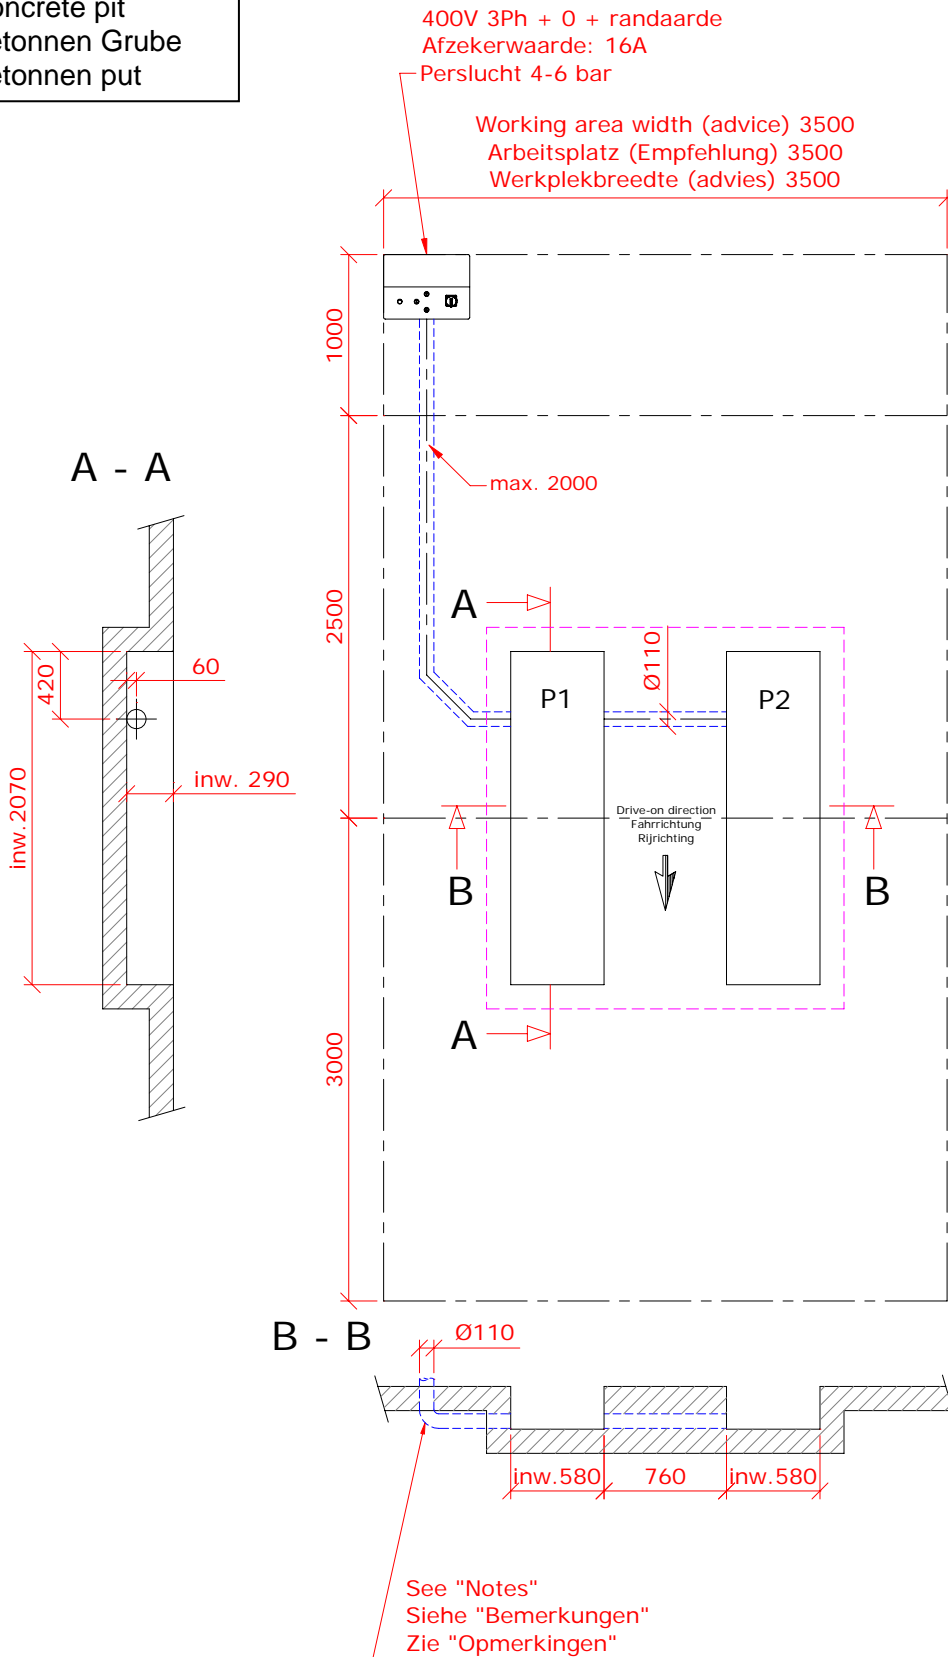 oncrete pit
etonnen Grube
etonnen put
400V 3Ph + 0 + randaarde
Afzekerwaarde: 16A
Perslucht 4-6 bar
Working area width (advice) 3500
Arbeitsplatz (Empfehlung) 3500
Werkplekbreedte (advies) 3500
1000
A - A
max. 2000
2500
A
60
420
Ø110
P1
P2
inw. 290
inw.2070
Drive-on direction
Fahrrichtung
Rijrichting
B
B
A
3000
B - B
Ø110
inw.580
760
inw.580
See "Notes"
Siehe "Bemerkungen"
Zie "Opmerkingen"